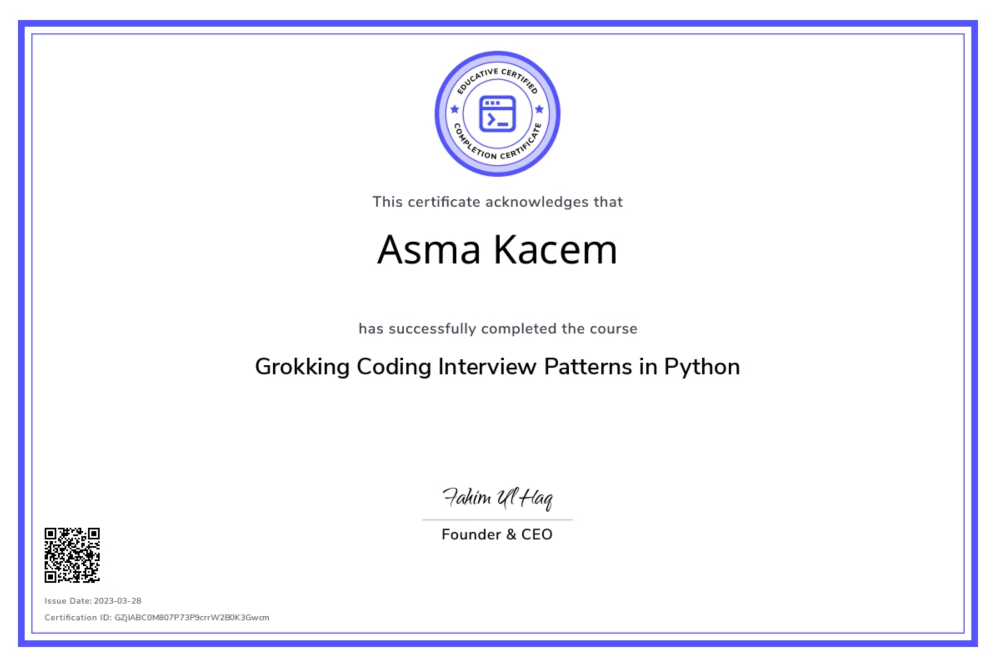 EDUCATIVE CERTIFIED
COMPLETION CERTIFICATE
This certificate acknowledges that
Asma Kacem
has successfully completed the course
Grokking Coding Interview Patterns in Python
Fahim Ul Haq
Founder & CEO
Issue Date: 2023-03-28
Certification ID: GZjlABC0M807P73P9crrW2B0K3Gwcm